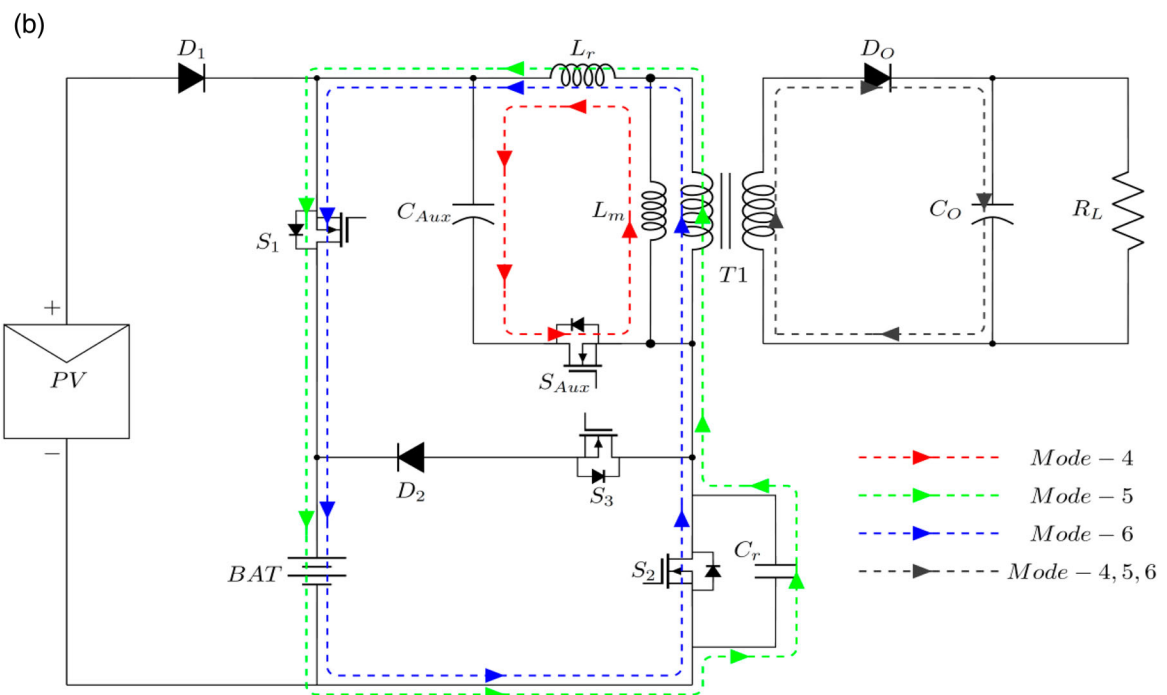 (b)
D1
Lr
DO
S1
CAux
Lm
T1
CO
RL
+
PV
−
SAux
D2
S3
BAT
S2
Cr
Mode − 4
Mode − 5
Mode − 6
Mode − 4, 5, 6